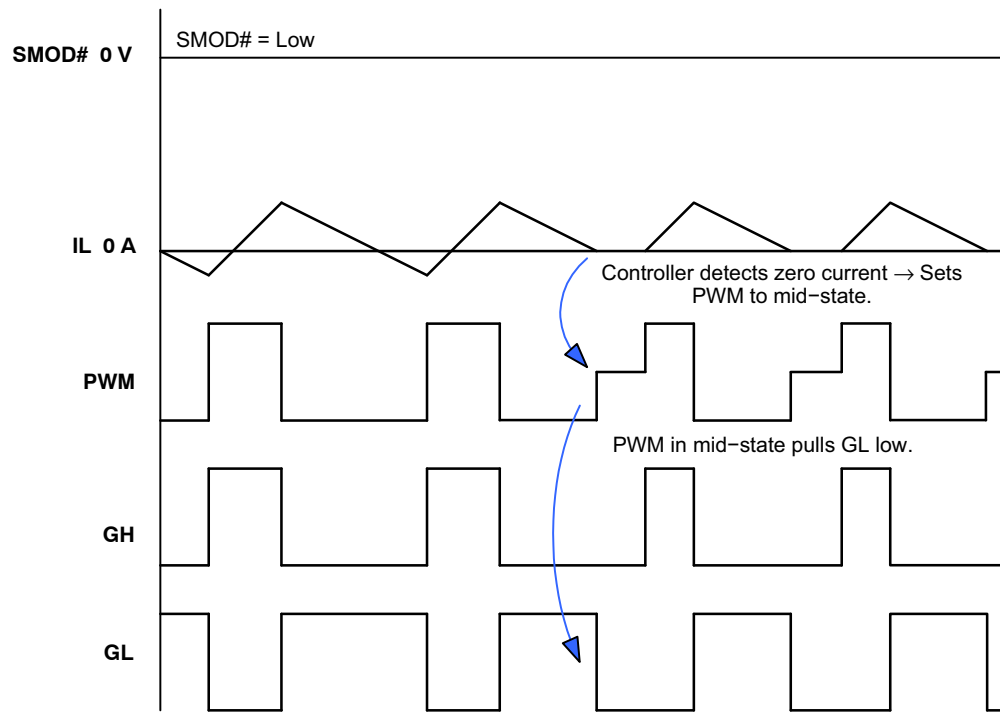 SMOD# = Low
SMOD# 0 V
IL 0 A
Controller detects zero current → Sets
PWM to mid−state.
PWM
PWM in mid−state pulls GL low.
GH
GL